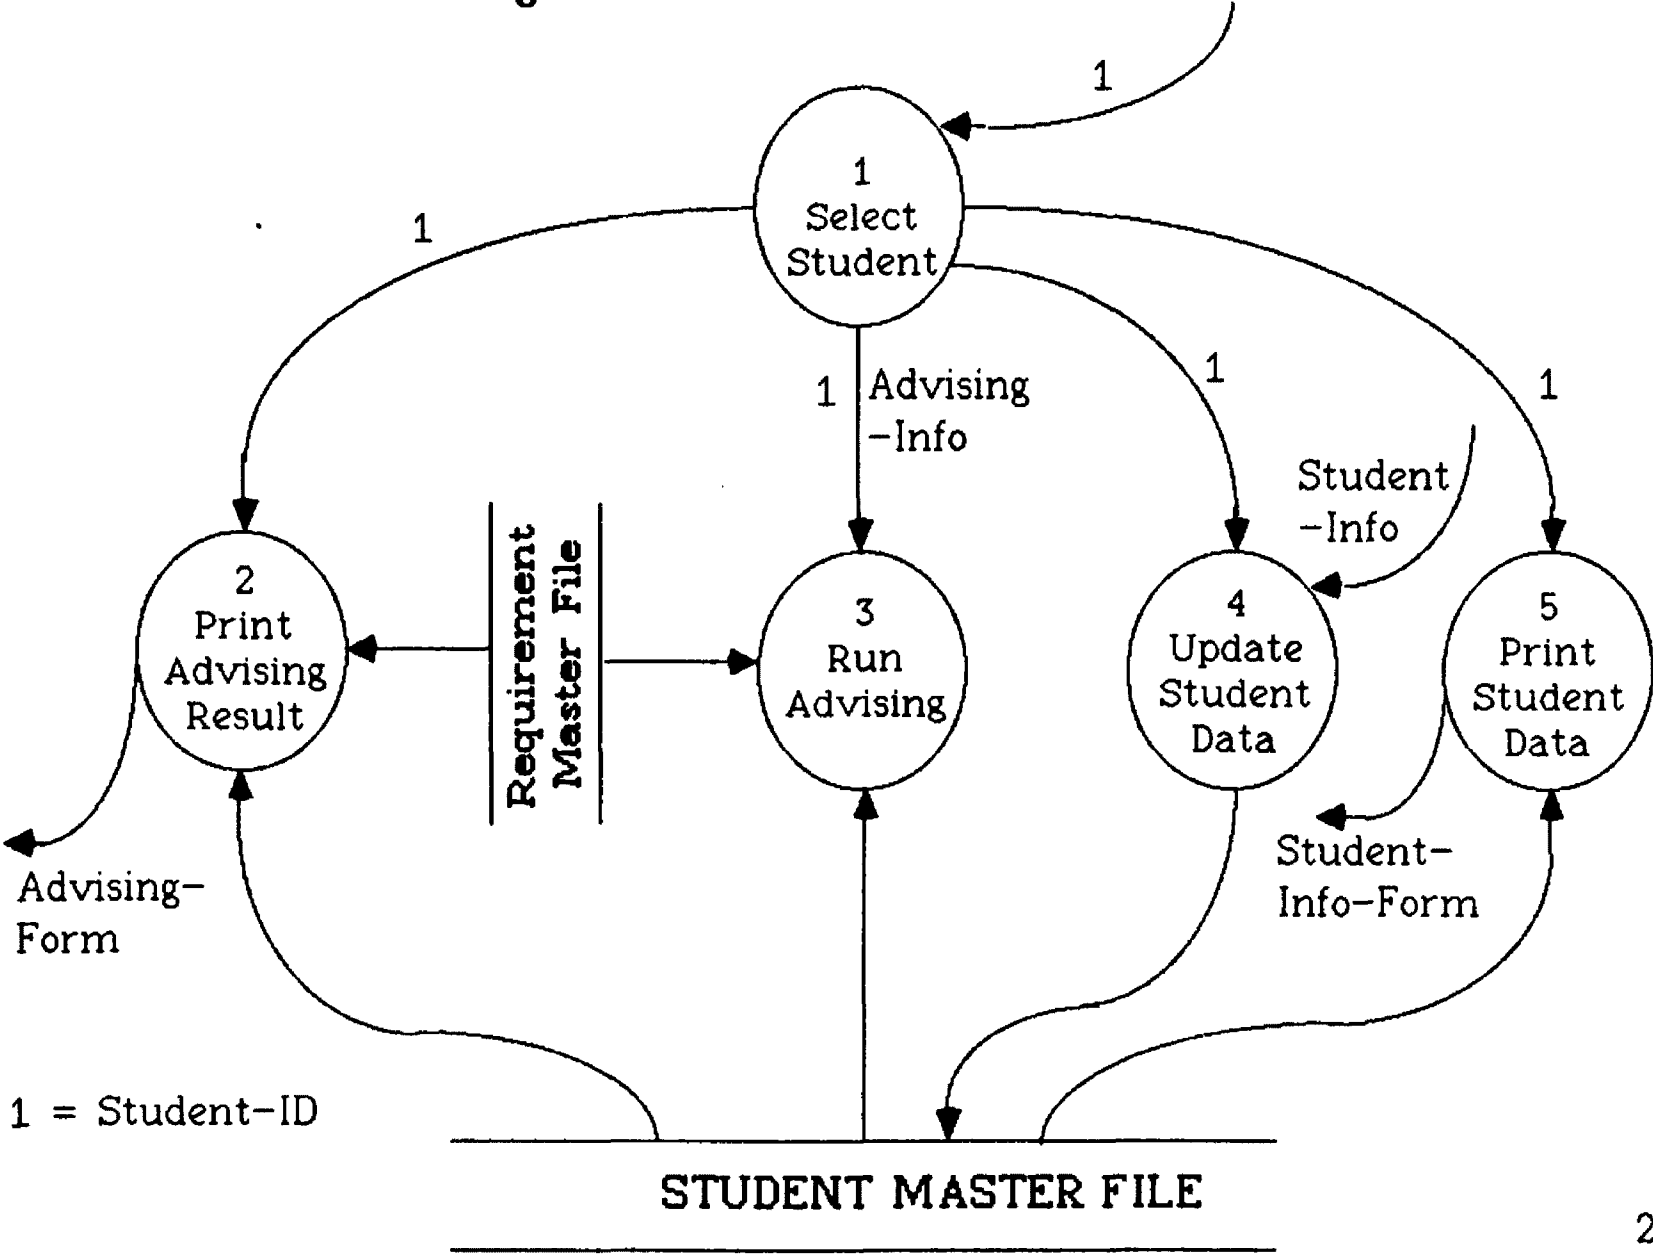 1
1
Select
Student
1
1
Advising
-Info
1
1
Student
-Info
2
Print
Advising
Result
Requirement
Master File
3
Run
Advising
4
Update
Student
Data
5
Print
Student
Data
Advising-
Form
Student-
Info-Form
1 = Student-ID
STUDENT MASTER FILE
2